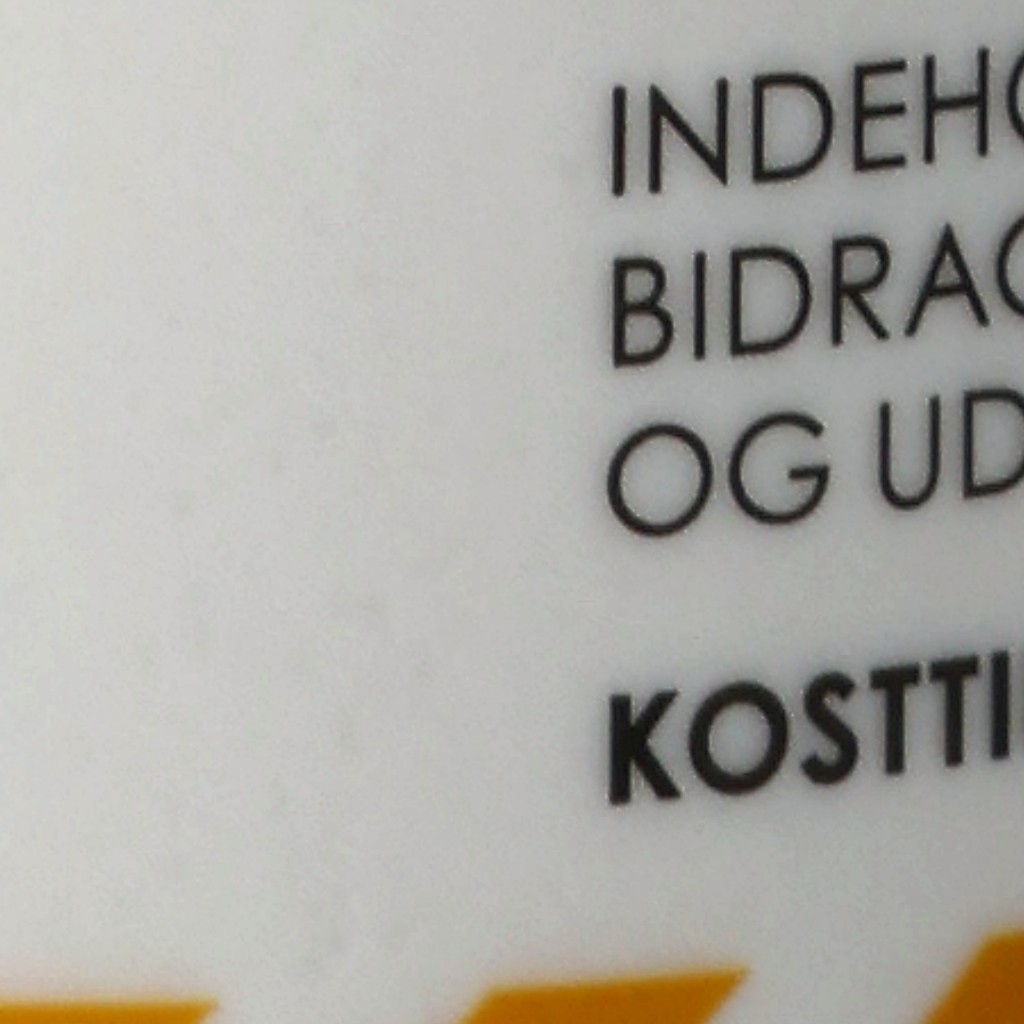 INDEHO
BIDRAG
OG UD
KOSTTI